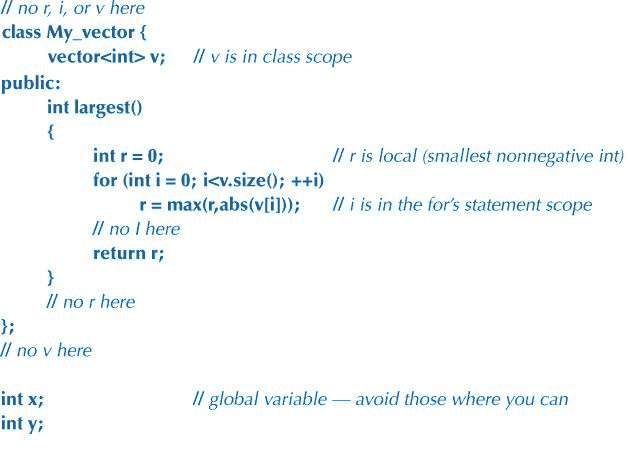 // no r, i, or v here
class My_vector {
vector<int> v; // v is in class scope
public:
int largest()
{
int r = 0; // r is local (smallest nonnegative int)
for (int i = 0; i<v.size(); ++i)
r = max(r,abs(v[i])); // i is in the for’s statement scope
// no I here
return r;
}
// no r here
};
// no v here
int x; // global variable — avoid those where you can
int y;